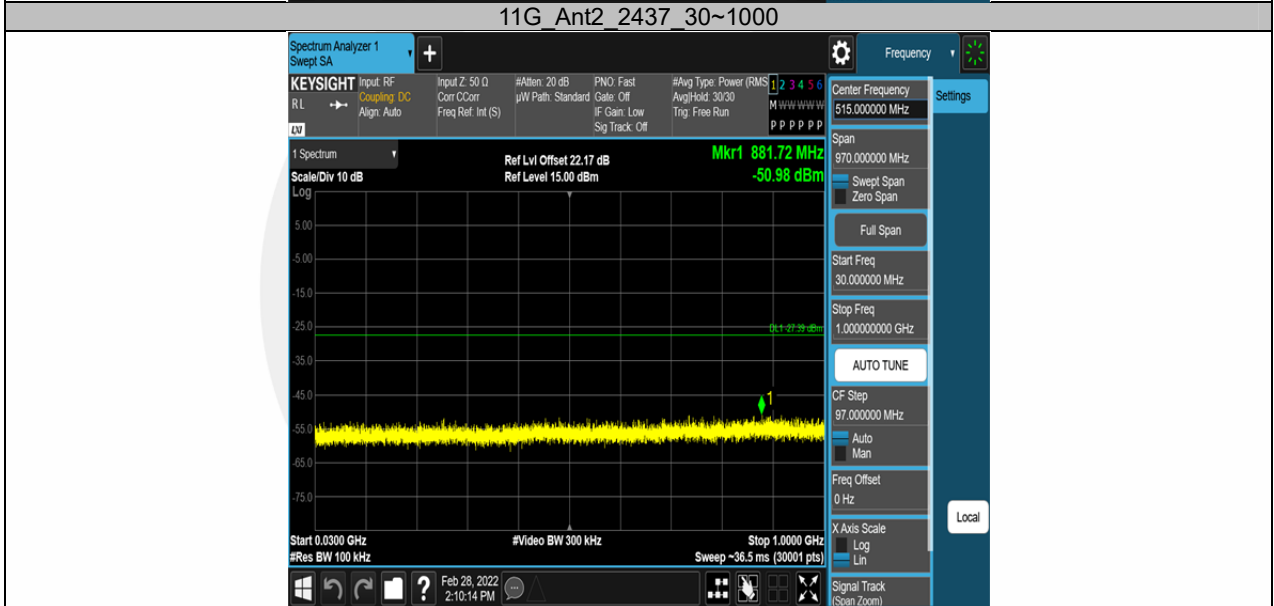 11G_Ant2_2437_30~1000
Spectrum Analyzer 1
Swept SA
Frequency
KEYSIGHT
RL
LXI
Input: RF
Coupling: DC
Align: Auto
Input Z: 50 Ω
Corr CCorr
Freq Ref: Int (S)
#Atten: 20 dB
µW Path: Standard
PNO: Fast
Gate: Off
IF Gain: Low
Sig Track: Off
#Avg Type: Power (RMS
Avg|Hold: 30/30
Trig: Free Run
1 2 3 4 5 6
M W W W W W
P P P P P P
1 Spectrum
Scale/Div 10 dB
Log
Ref Lvl Offset 22.17 dB
Ref Level 15.00 dBm
Mkr1 881.72 MHz
-50.98 dBm
5.00
-5.00
-15.0
-25.0
DL1 -27.39 dBm
-35.0
-45.0
1
-55.0
-65.0
-75.0
Start 0.0300 GHz
#Res BW 100 kHz
#Video BW 300 kHz
Stop 1.0000 GHz
Sweep ~36.5 ms (30001 pts)
Center Frequency
515.000000 MHz
Settings
Span
970.000000 MHz
Swept Span
Zero Span
Full Span
Start Freq
30.000000 MHz
Stop Freq
1.000000000 GHz
AUTO TUNE
CF Step
97.000000 MHz
Auto
Man
Freq Offset
0 Hz
X Axis Scale
Log
Lin
Local
Signal Track
(Span Zoom)
?
Feb 28, 2022
2:10:14 PM